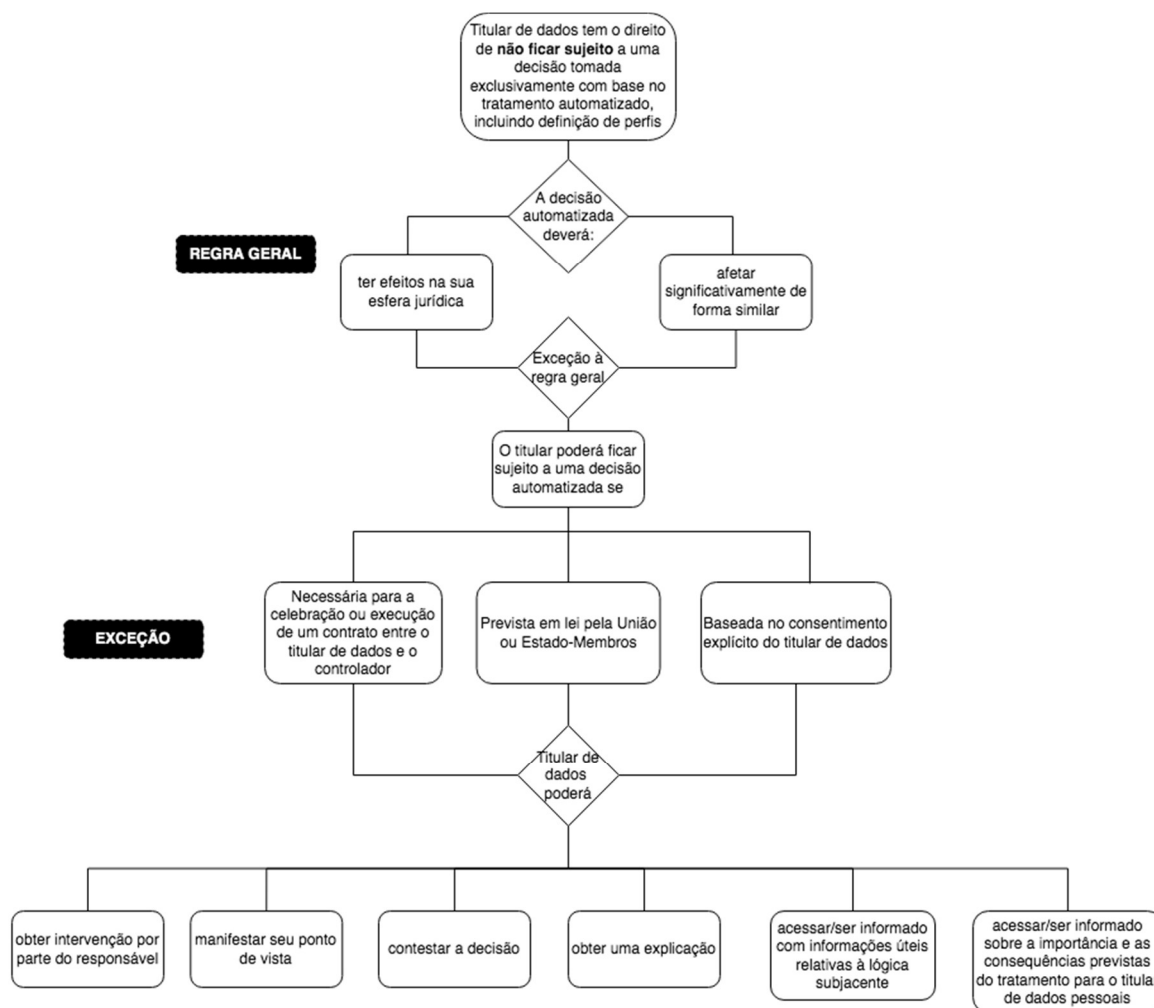 Titular de dados tem o direito
de não ficar sujeito a uma
decisão tomada
exclusivamente com base no
tratamento automatizado,
incluindo definição de perfis
A decisão
automatizada
deverá:
REGRA GERAL
ter efeitos na sua
esfera jurídica
afetar
significativamente de
forma similar
Exceção à
regra geral
O titular poderá ficar
sujeito a uma decisão
automatizada se
EXCEÇÃO
Necessária para a
celebração ou execução
de um contrato entre o
titular de dados e o
controlador
Prevista em lei pela União
ou Estado-Membros
Baseada no consentimento
explícito do titular de dados
Titular de
dados
poderá
obter intervenção por
parte do responsável
manifestar seu ponto
de vista
contestar a decisão
obter uma explicação
acessar/ser informado
com informações úteis
relativas à lógica
subjacente
acessar/ser informado
sobre a importância e as
consequências previstas
do tratamento para o titula
de dados pessoais